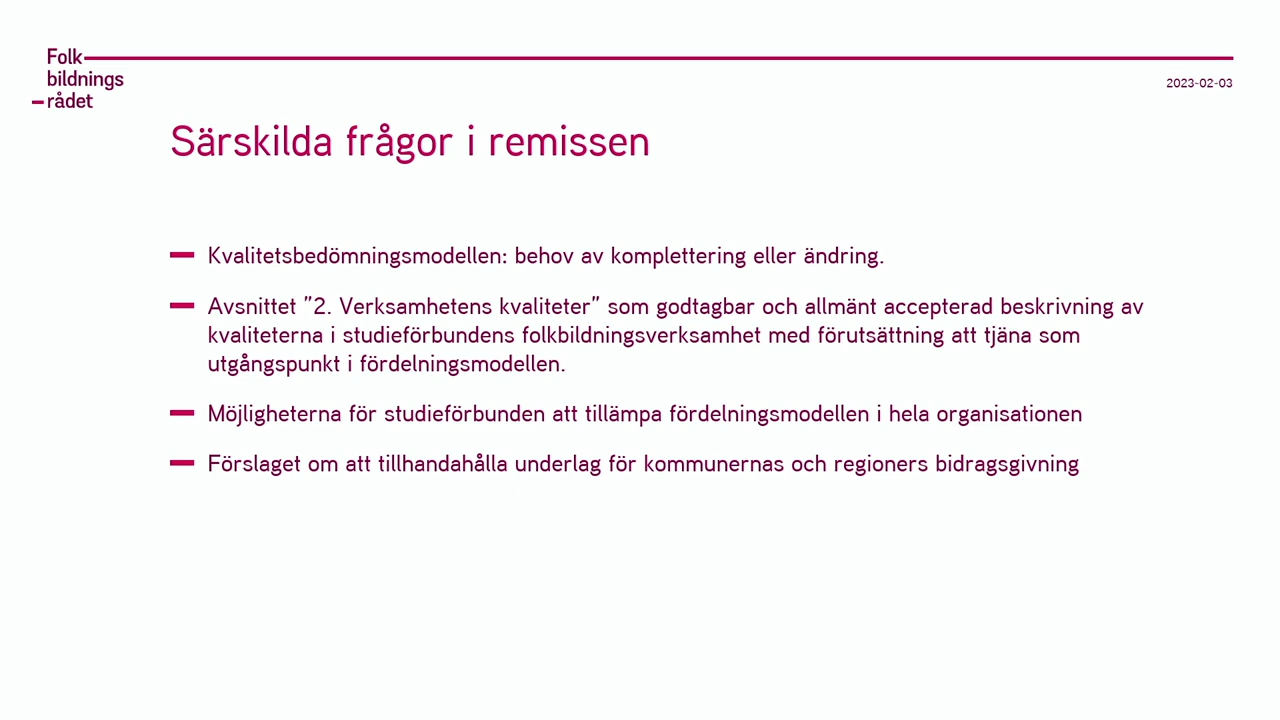 Folk
bildnings
rådet
2023-02-03
Särskilda frågor i remissen
Kvalitetsbedömningsmodellen: behov av komplettering eller ändring.
Avsnittet ”2. Verksamhetens kvaliteter” som godtagbar och allmänt accepterad beskrivning av
kvaliteterna i studieförbundens folkbildningsverksamhet med förutsättning att tjäna som
utgångspunkt i fördelningsmodellen.
Möjligheterna för studieförbunden att tillämpa fördelningsmodellen i hela organisationen
Förslaget om att tillhandahålla underlag för kommunernas och regioners bidragsgivning